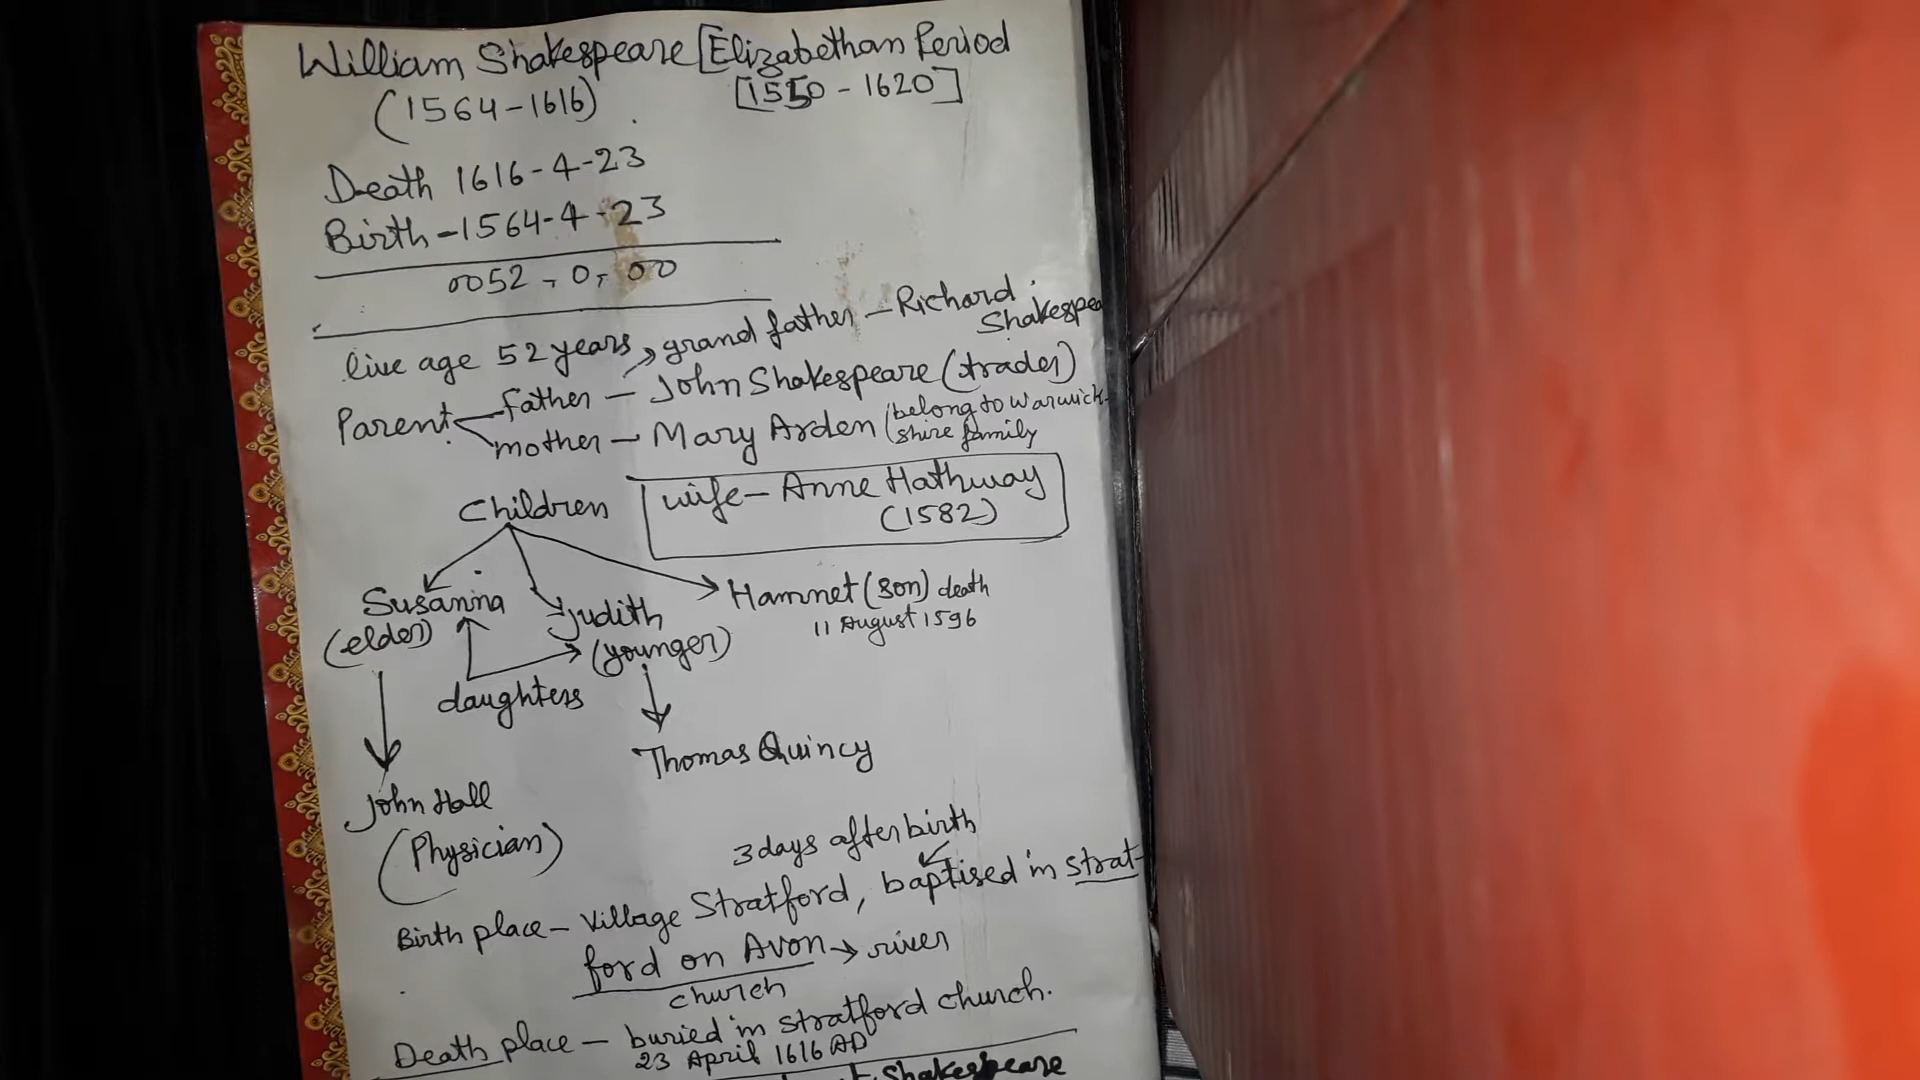 William Shakespeare [Elizabethan Period
(1564-1616) [1550 - 1620]
Death 1616-4-23
Birth-1564-4-23
0052-0-00
live age 52 years, grand father - Richard Shakespea
Parent father - John Shakespeare (trader)
mother - Mary Arden (belong to Warwick-
shire family
Children wife- Anne Hathway
(1582)
Susanna (elder) Judith (younger) Hamnet (son) death
11 August 1596
daughters
Thomas Quincy
John Hall
(Physician)
3 days after birth
Birth place - Village Stratford, baptised in strat-
ford on Avon → river
church
Death place - buried in stratford church.
23 April 1616 AD
Shakespeare